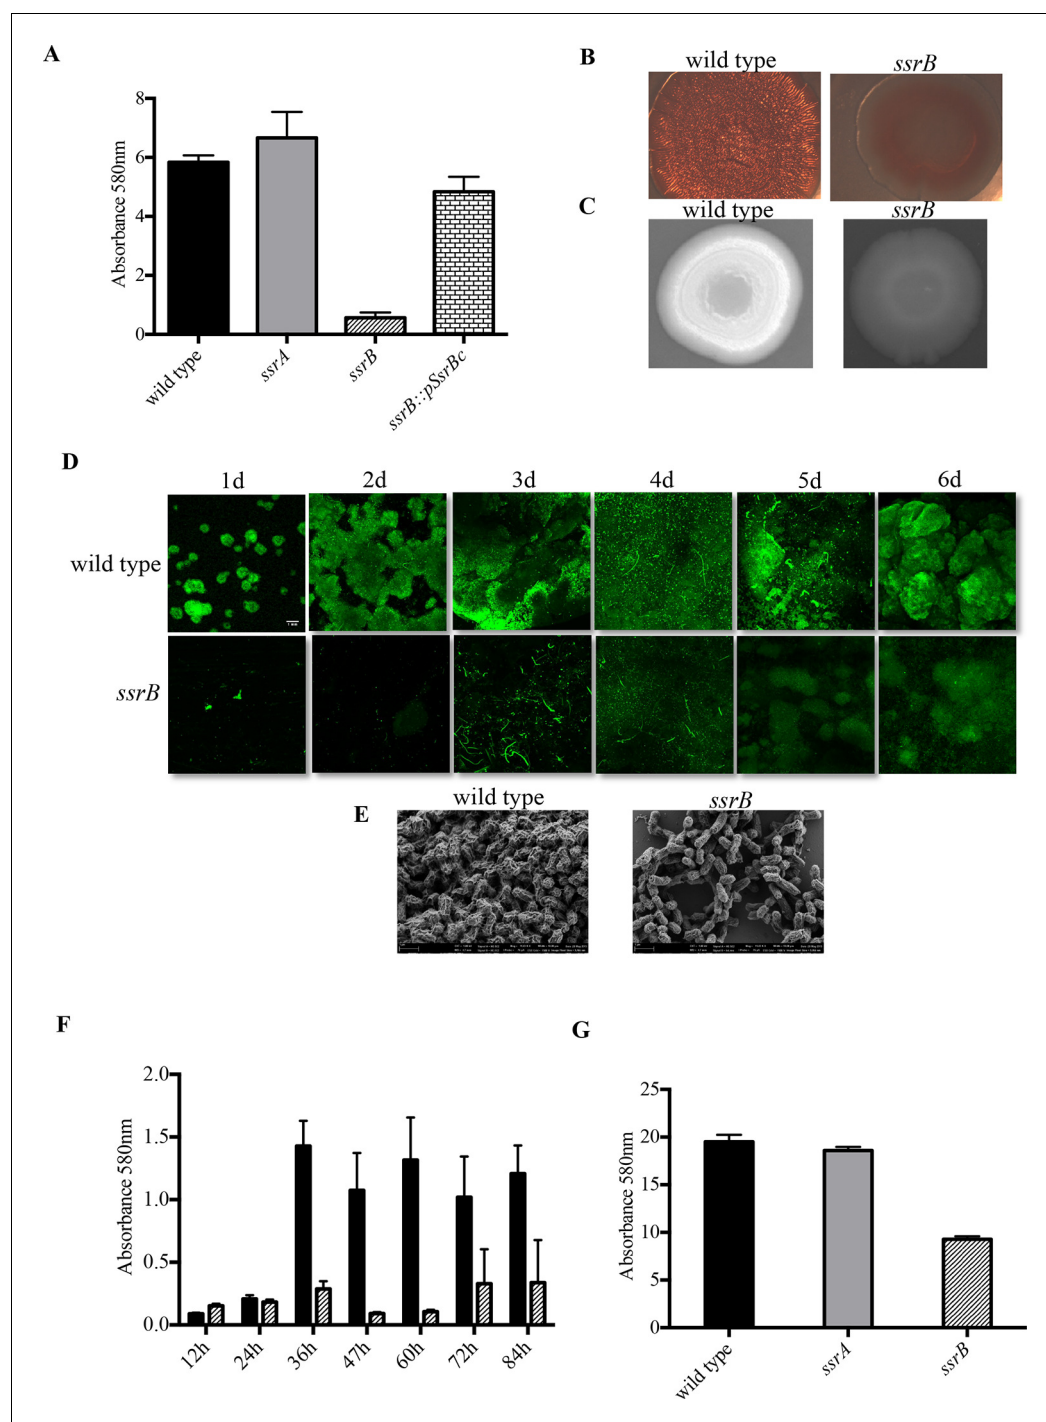 A
8
6
4
2
0
Absorbance 580nm
wild type
ssrA
ssrB
ssrB::pSsrBc
B
wild type
ssrB
C
wild type
ssrB
D
1d
2d
3d
4d
5d
6d
wild type
ssrB
E
wild type
ssrB
F
2.0
1.5
1.0
0.5
0.0
Absorbance 580nm
12h
24h
36h
47h
60h
72h
84h
G
25
20
15
10
5
0
Absorbance 580nm
wild type
ssrA
ssrB